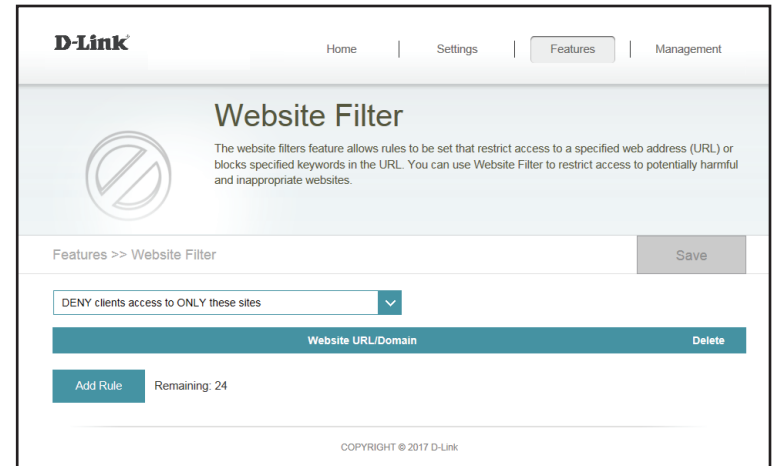 D-Link
Home | Settings | Features | Management
Website Filter
The website filters feature allows rules to be set that restrict access to a specified web address (URL) or
blocks specified keywords in the URL. You can use Website Filter to restrict access to potentially harmful
and inappropriate websites.
Features >> Website Filter
Save
DENY clients access to ONLY these sites
Website URL/Domain Delete
Add Rule Remaining: 24
COPYRIGHT © 2017 D-Link